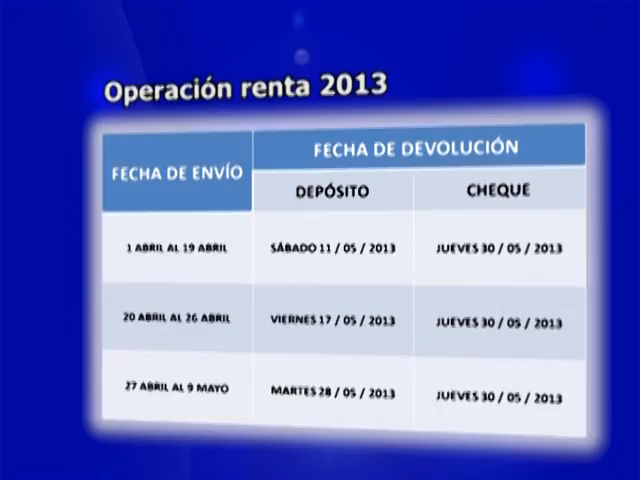 Operación renta 2013
FECHA DE ENVÍO
FECHA DE DEVOLUCIÓN
DEPÓSITO
CHEQUE
1 ABRIL AL 19 ABRIL
SÁBADO 11 / 05 / 2013
JUEVES 30 / 05 / 2013
20 ABRIL AL 26 ABRIL
VIERNES 17 / 05 / 2013
JUEVES 30 / 05 / 2013
27 ABRIL AL 9 MAYO
MARTES 28 / 05 / 2013
JUEVES 30 / 05 / 2013